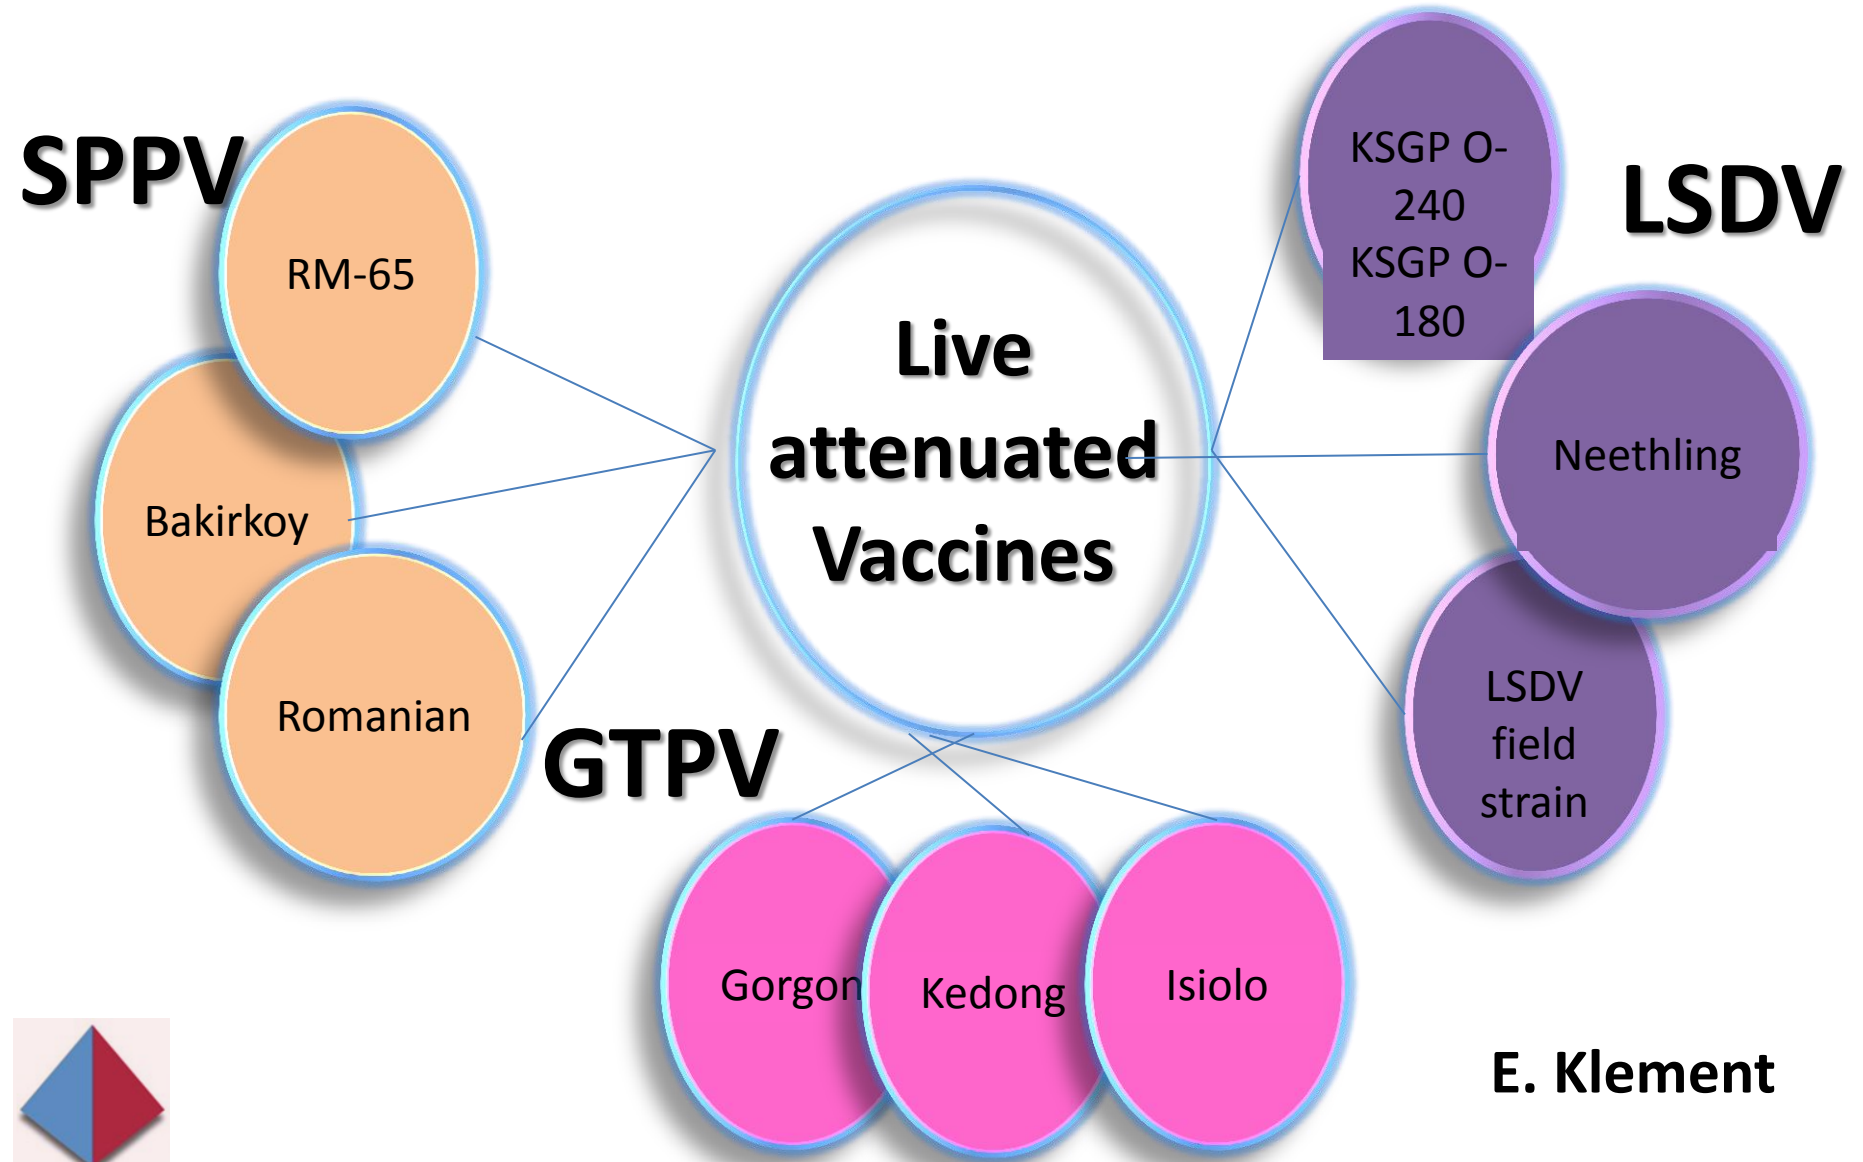 SPPV
RM-65
Bakirkoy
Romanian
Live
attenuated
Vaccines
KSGP O-
240
KSGP O-
180
LSDV
Neethling
LSDV
field
strain
GTPV
Gorgon
Kedong
Isiolo
E. Klement